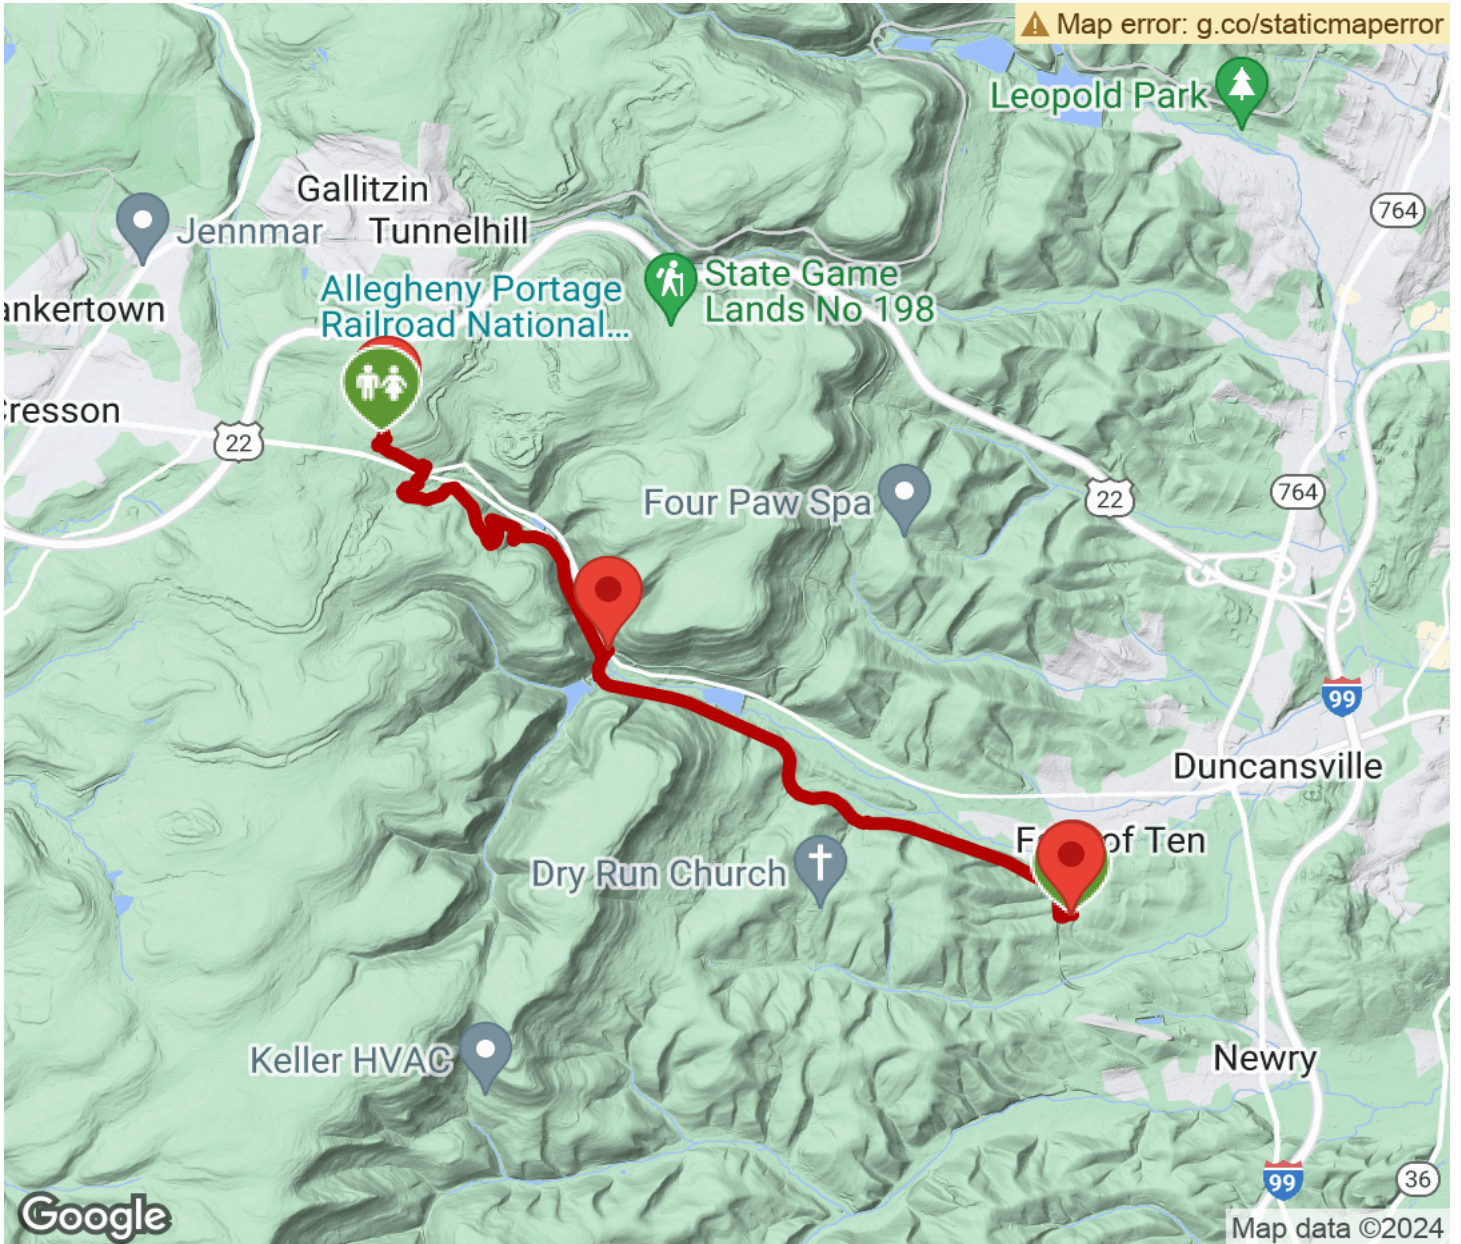 Map error: g.co/staticmaperror
Leopold Park
Gallitzin
764
Jennmar
Tunnelhill
State Game
Lands No 198
Allegheny Portage
Railroad National...
ankertown
Cresson
22
Four Paw Spa
22
764
99
Duncansville
of Ten
Dry Run Church
Keller HVAC
Newry
99
36
Google
Map data ©2024